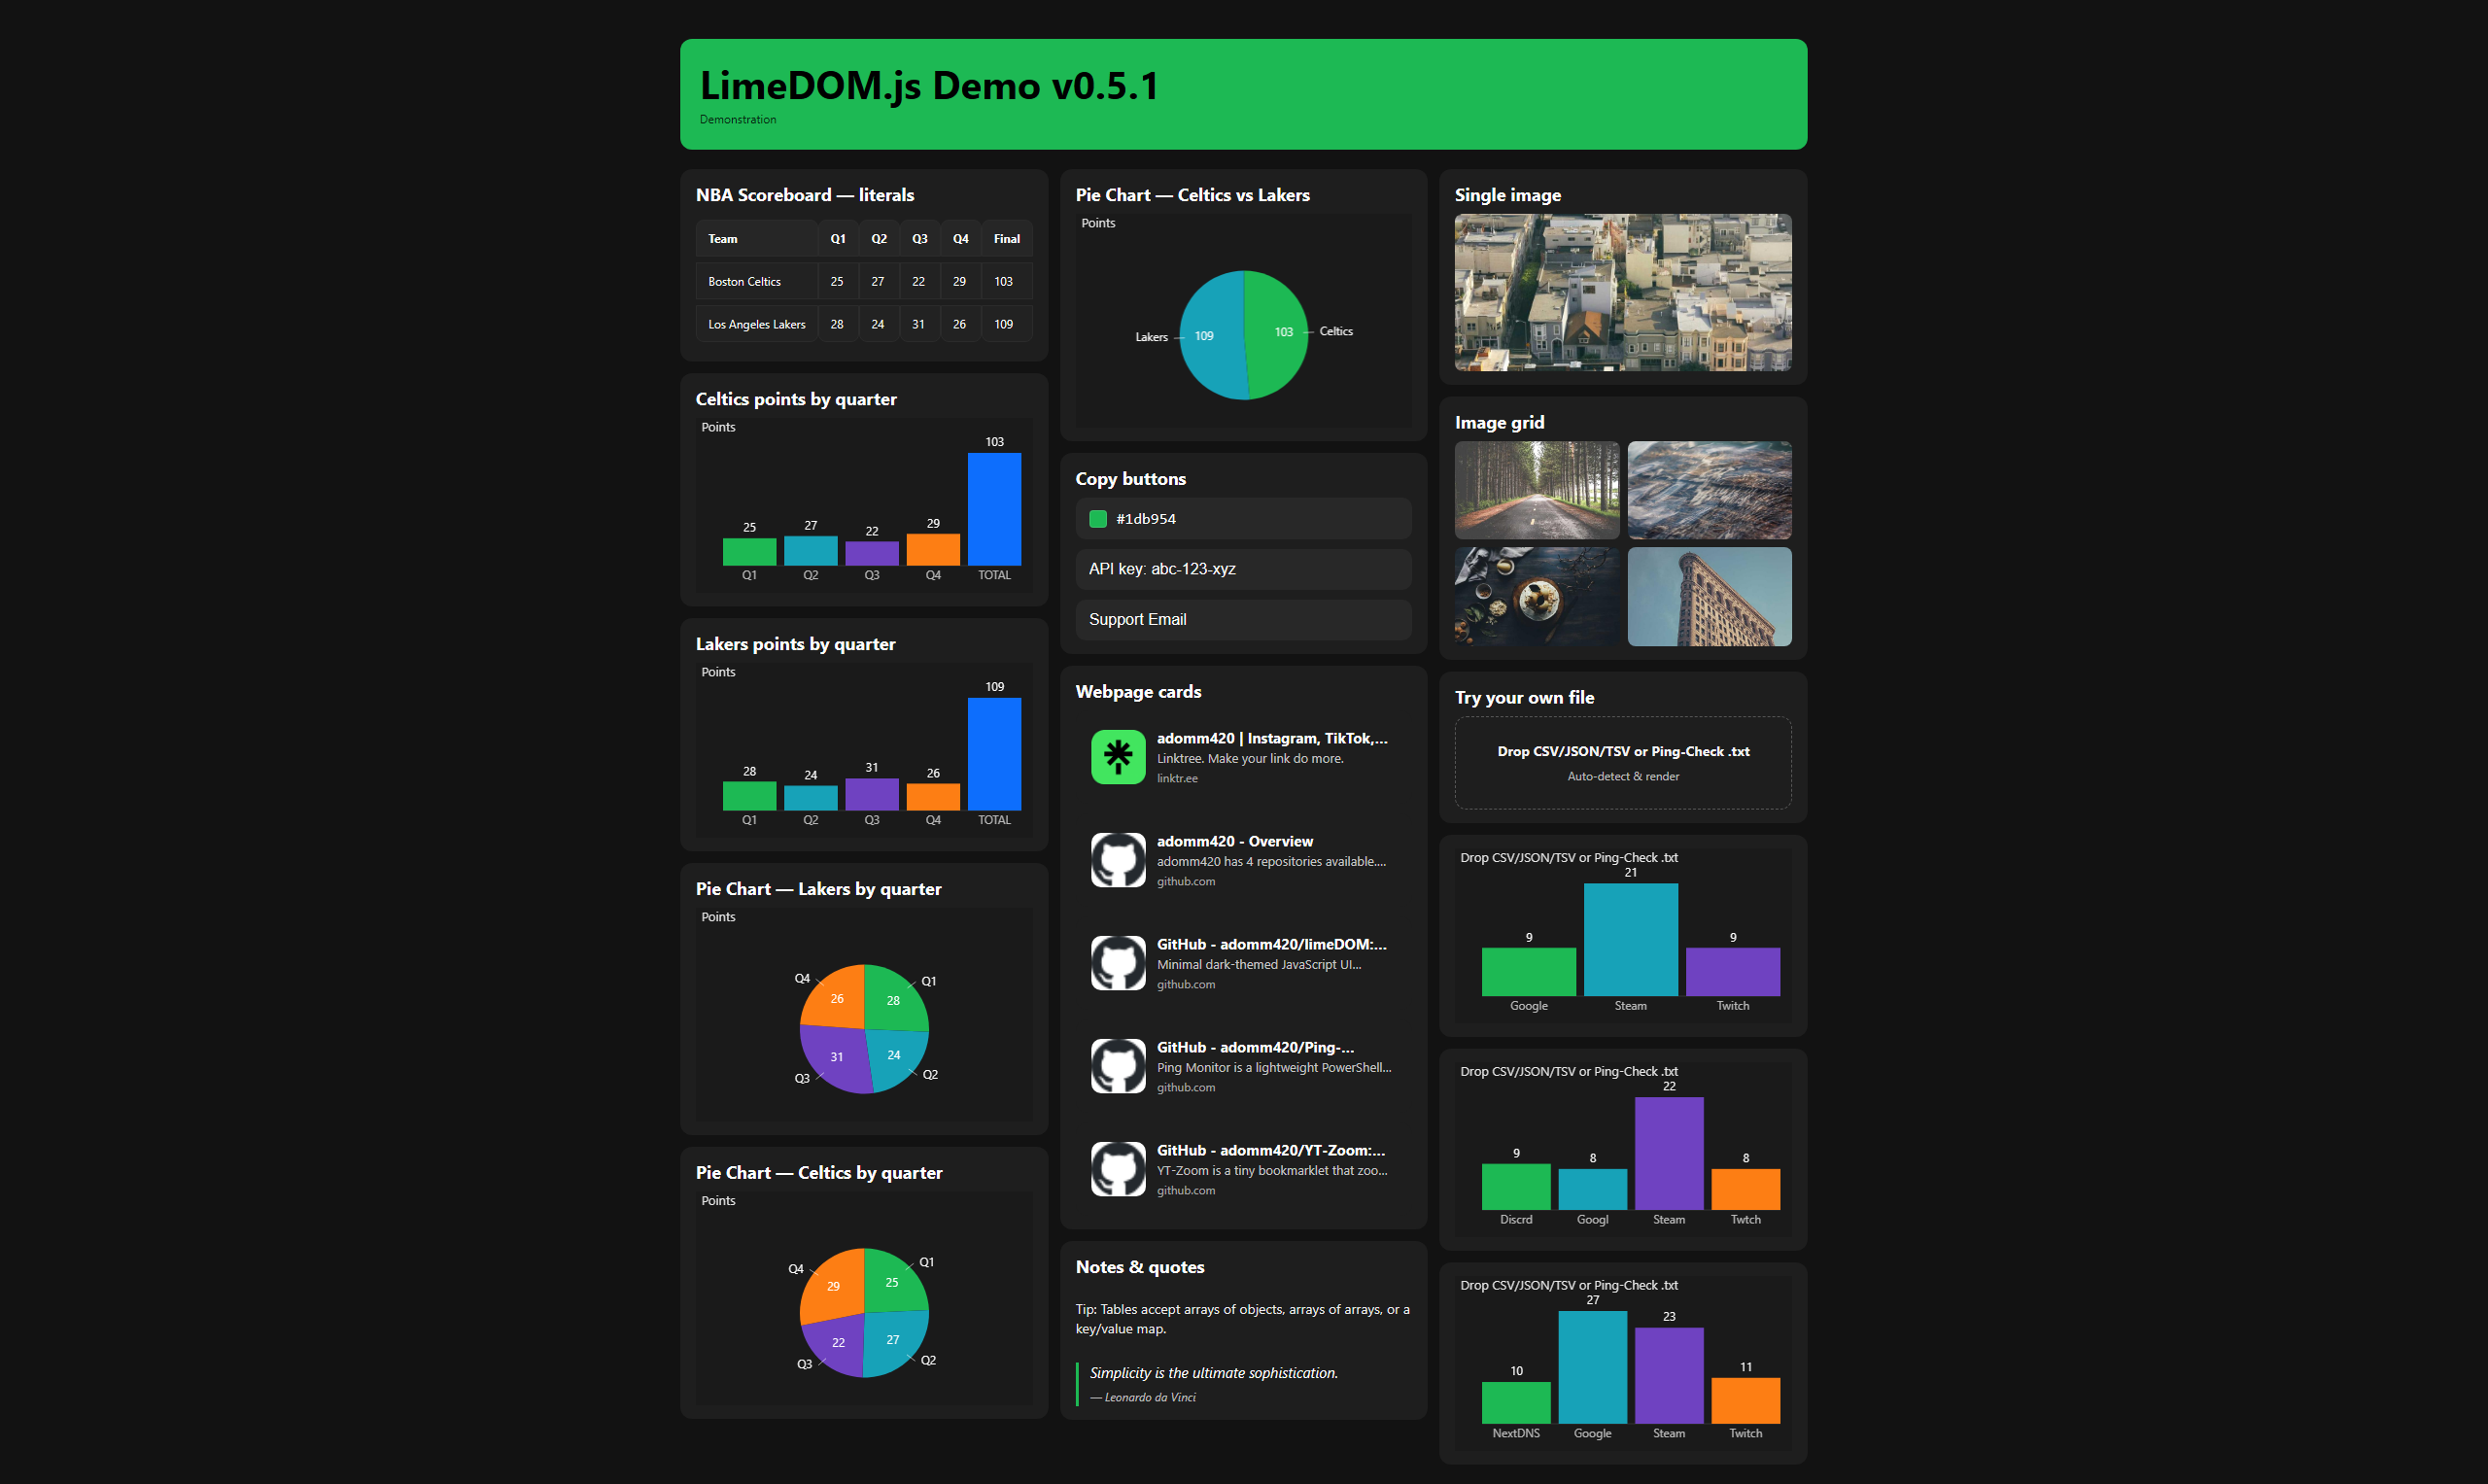 LimeDOM.js Demo v0.5.1
Demonstration
NBA Scoreboard — literals
Team Q1 Q2 Q3 Q4 Final
Boston Celtics 25 27 22 29 103
Los Angeles Lakers 28 24 31 26 109
Celtics points by quarter
Points
103
25 27 22 29
Q1 Q2 Q3 Q4 TOTAL
Lakers points by quarter
Points
109
28 24 31 26
Q1 Q2 Q3 Q4 TOTAL
Pie Chart — Lakers by quarter
Points
Q4 Q1
26 28
31 24
Q3 Q2
Pie Chart — Celtics by quarter
Points
Q4 Q1
29 25
22 27
Q3 Q2
Pie Chart — Celtics vs Lakers
Points
Lakers 109 103 Celtics
Copy buttons
#1db954
API key: abc-123-xyz
Support Email
Webpage cards
adomm420 | Instagram, TikTok,...
Linktree. Make your link do more.
linktr.ee
adomm420 - Overview
adomm420 has 4 repositories available....
github.com
GitHub - adomm420/limeDOM:...
Minimal dark-themed JavaScript UI...
github.com
GitHub - adomm420/Ping-...
Ping Monitor is a lightweight PowerShell...
github.com
GitHub - adomm420/YT-Zoom:...
YT-Zoom is a tiny bookmarklet that zoo...
github.com
Notes & quotes
Tip: Tables accept arrays of objects, arrays of arrays, or a
key/value map.
Simplicity is the ultimate sophistication.
— Leonardo da Vinci
Single image
Image grid
Try your own file
Drop CSV/JSON/TSV or Ping-Check .txt
Auto-detect & render
Drop CSV/JSON/TSV or Ping-Check .txt
21
9 9
Google Steam Twitch
Drop CSV/JSON/TSV or Ping-Check .txt
22
9 8 8
Discrd Googl Steam Twtch
Drop CSV/JSON/TSV or Ping-Check .txt
27
23
10 11
NextDNS Google Steam Twitch